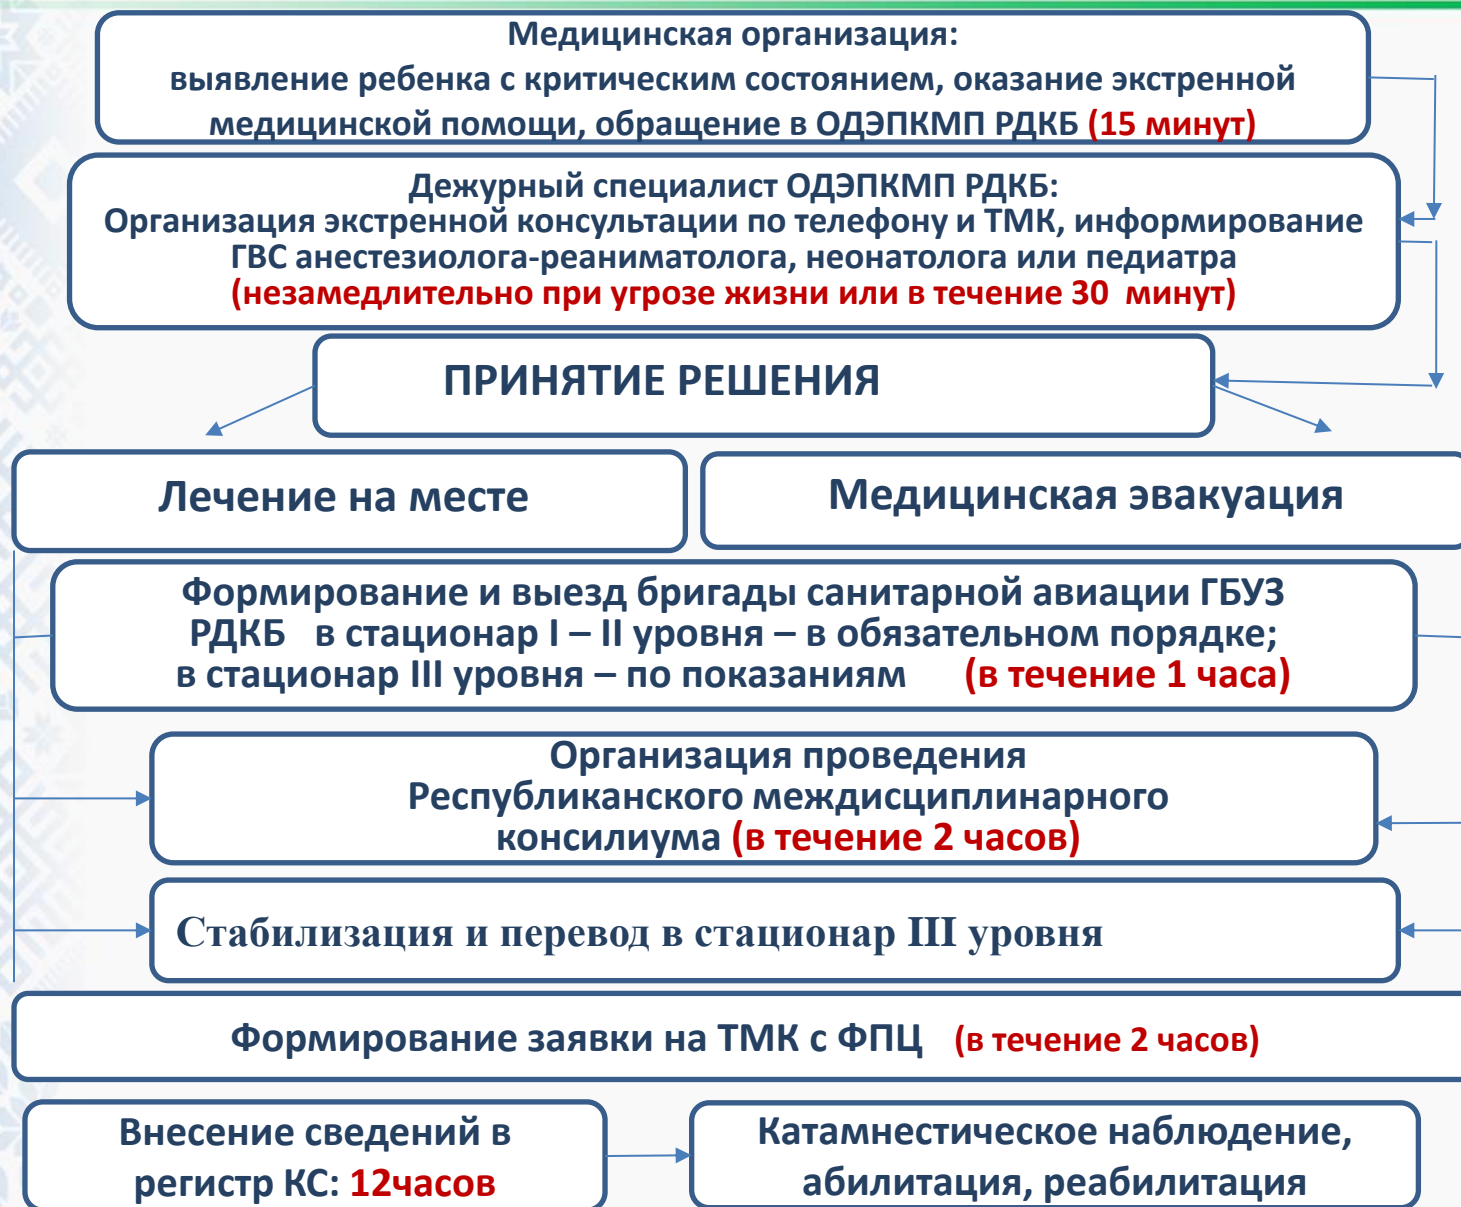 Медицинская организация:
выявление ребенка с критическим состоянием, оказание экстренной
медицинской помощи, обращение в ОДЭПКМП РДКБ (15 минут)
Дежурный специалист ОДЭПКМП РДКБ:
Организация экстренной консультации по телефону и ТМК, информирование
ГВС анестезиолога-реаниматолога, неонатолога или педиатра
(незамедлительно при угрозе жизни или в течение 30 минут)
ПРИНЯТИЕ РЕШЕНИЯ
Лечение на месте
Медицинская эвакуация
Формирование и выезд бригады санитарной авиации ГБУЗ
РДКБ в стационар I – II уровня – в обязательном порядке;
в стационар III уровня – по показаниям (в течение 1 часа)
Организация проведения
Республиканского междисциплинарного
консилиума (в течение 2 часов)
Стабилизация и перевод в стационар III уровня
Формирование заявки на ТМК с ФПЦ (в течение 2 часов)
Внесение сведений в
регистр КС: 12часов
Катамнестическое наблюдение,
абилитация, реабилитация